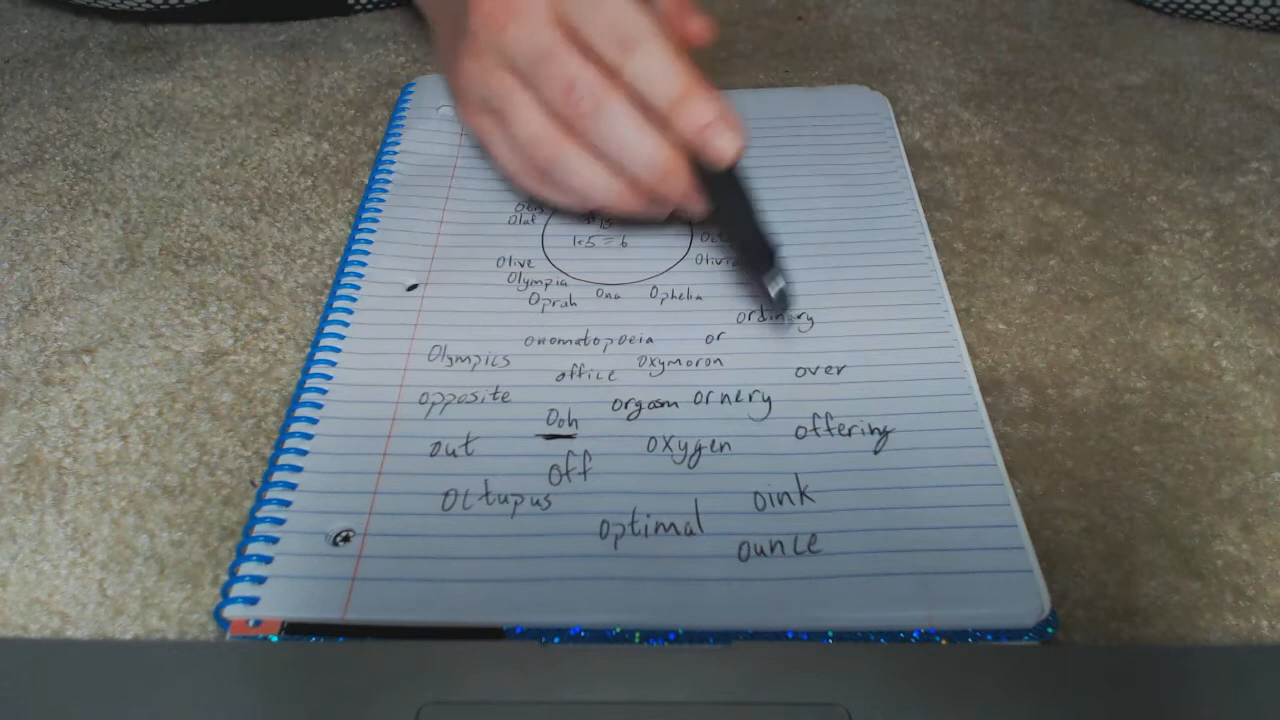 Olaf
15
1+5=6
Olive
Olympia
Oprah
Ona
Ophelia
ordinary
onomatopoeia
or
Olympics
office
oxymoron
over
opposite
orgasm
ornery
Ooh
out
oxygen
offering
off
octupus
oink
optimal
ounce